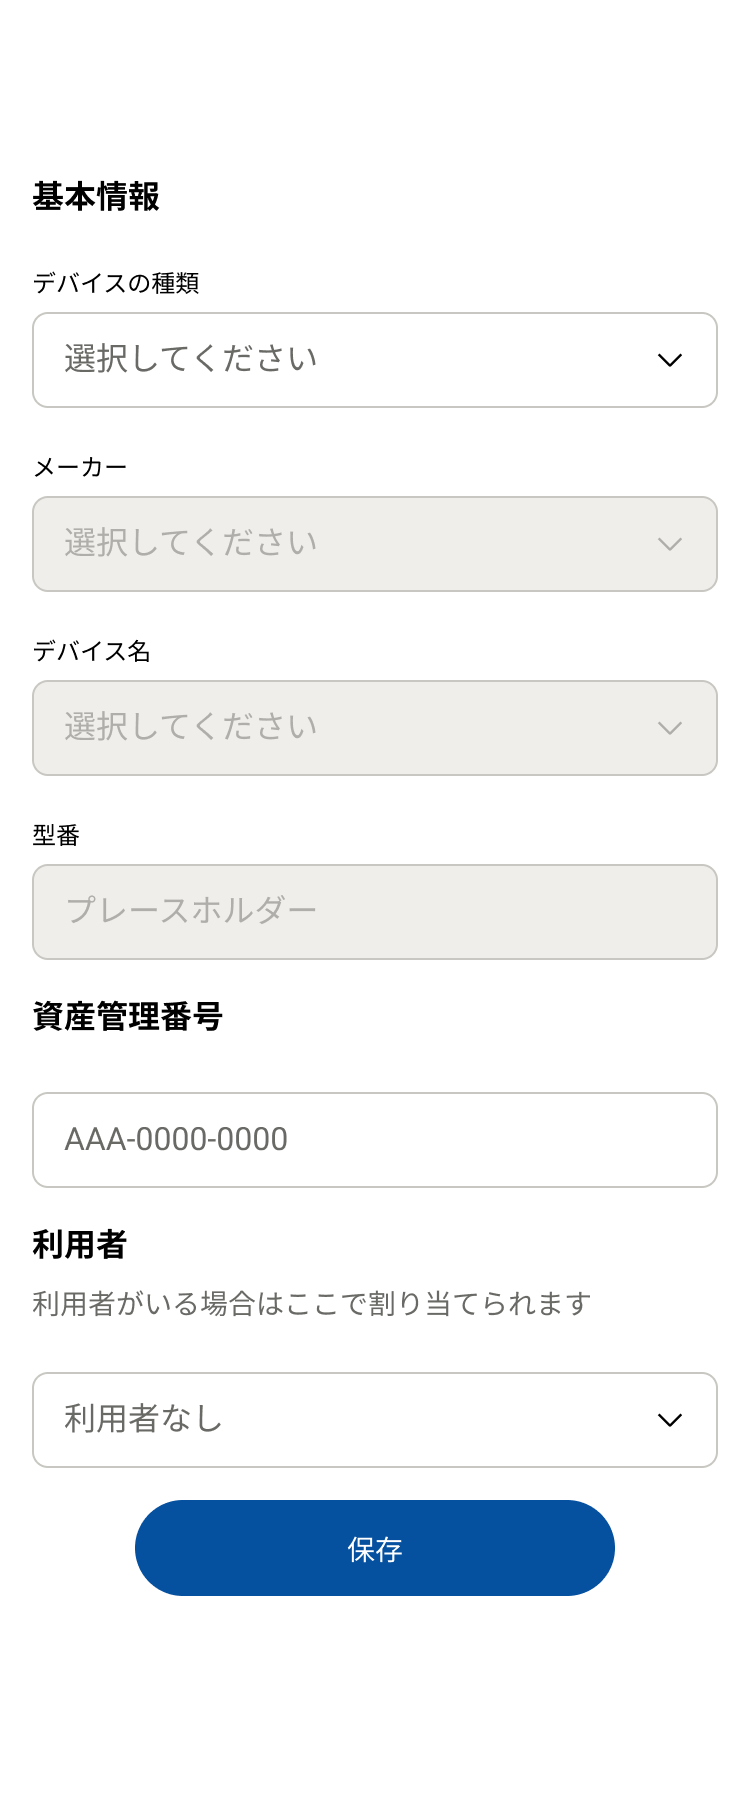 基本情報
デバイスの種類
選択してください
メーカー
選択してください
デバイス名
選択してください
型番
プレースホルダー
資産管理番号
AAA-0000-0000
利用者
利用者がいる場合はここで割り当てられます
利用者なし
保存